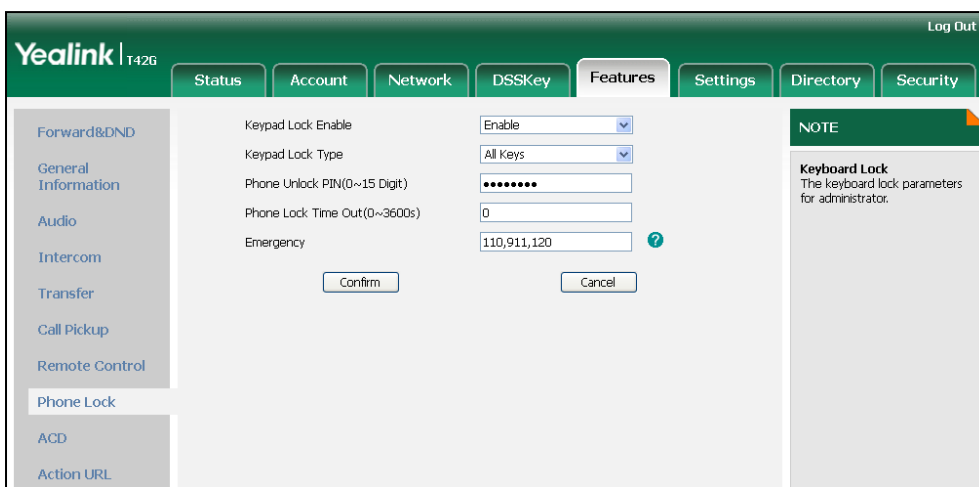 Log Out
Yealink T42G
Status Account Network DSSKey Features Settings Directory Security
Forward&DND
General
Information
Audio
Intercom
Transfer
Call Pickup
Remote Control
Phone Lock
ACD
Action URL
Keypad Lock Enable Enable
Keypad Lock Type All Keys
Phone Unlock PIN(0~15 Digit) ••••••••
Phone Lock Time Out(0~3600s) 0
Emergency 110,911,120 ?
Confirm Cancel
NOTE
Keyboard Lock
The keyboard lock parameters
for administrator.